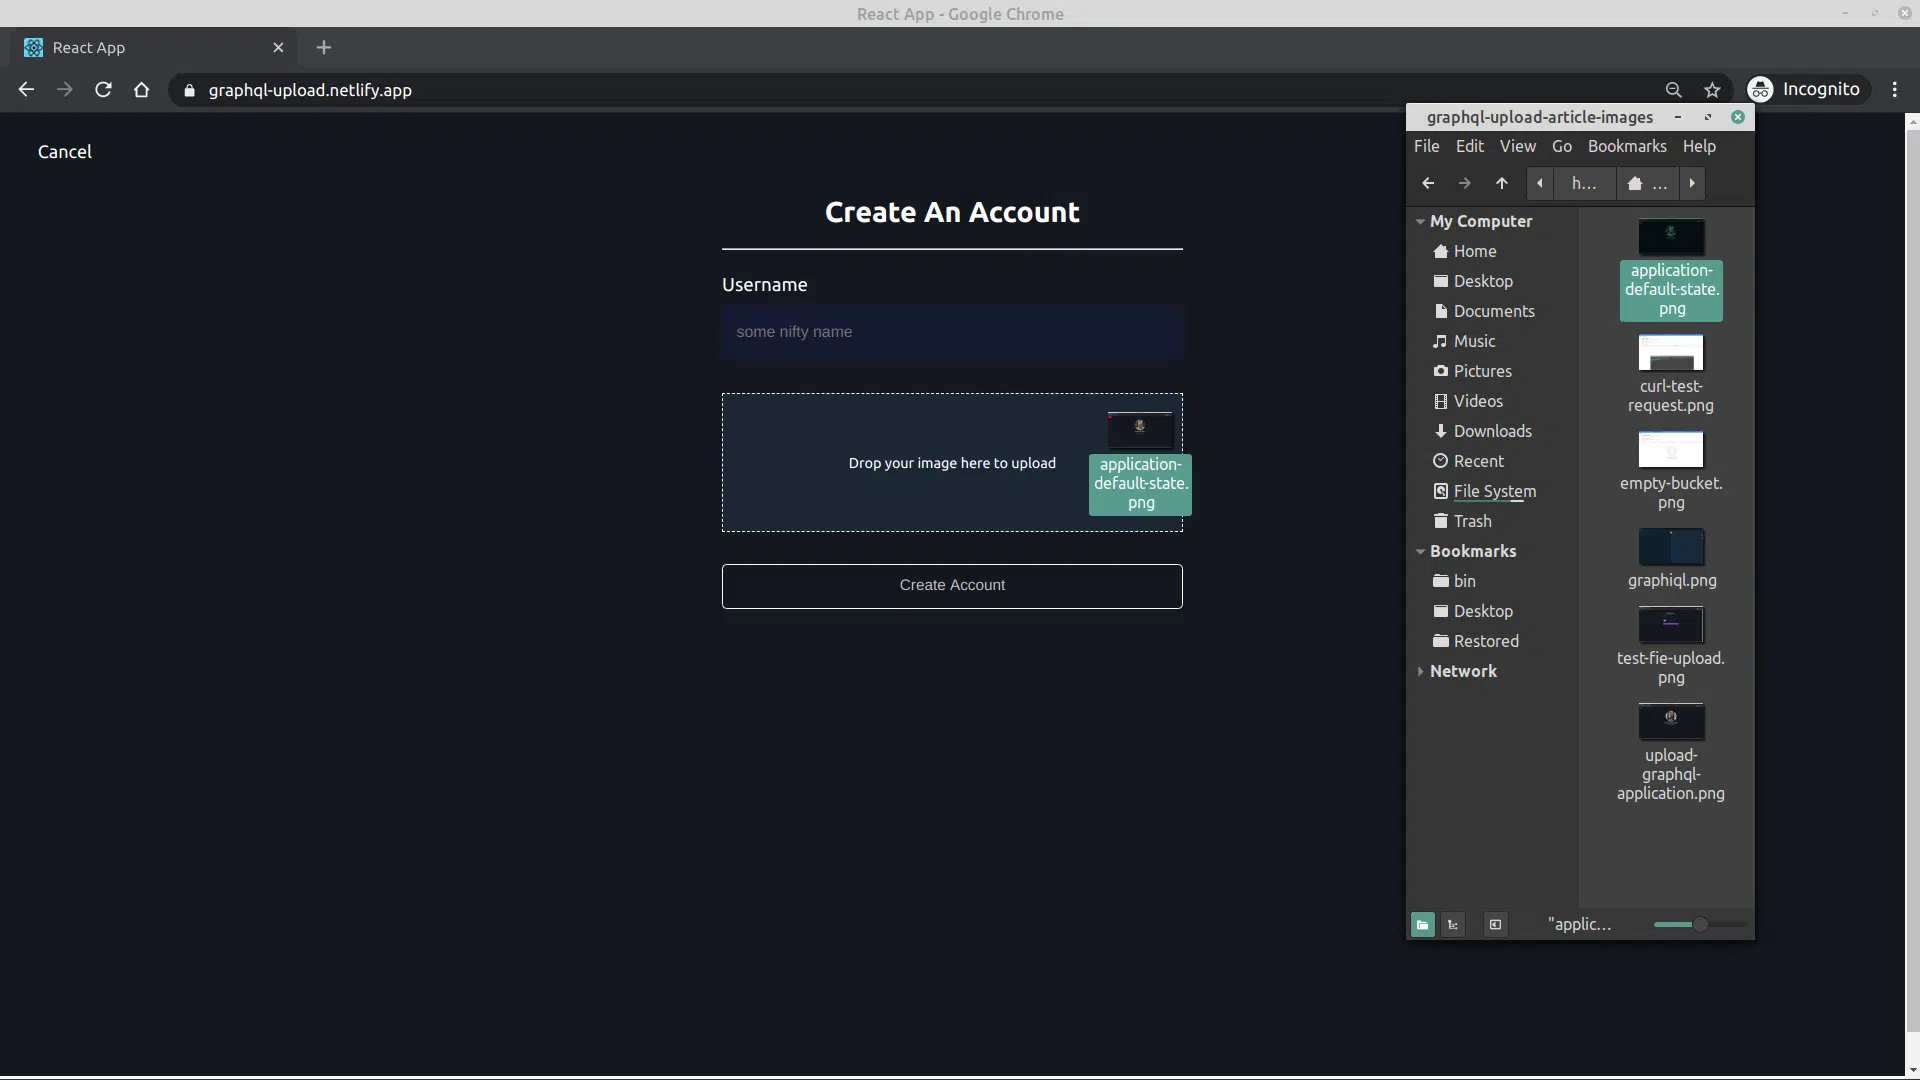 React App - Google Chrome
React App
graphql-upload.netlify.app
Incognito
Cancel
Create An Account
Username
some nifty name
Drop your image here to upload
application-
default-state.
png
Create Account
graphql-upload-article-images
File Edit View Go Bookmarks Help
h... ...
My Computer
Home
Desktop
Documents
Music
Pictures
Videos
Downloads
Recent
File System
Trash
Bookmarks
bin
Desktop
Restored
Network
application-
default-state.
png
curl-test-
request.png
empty-bucket.
png
graphiql.png
test-fie-upload.
png
upload-
graphql-
application.png
"applic...